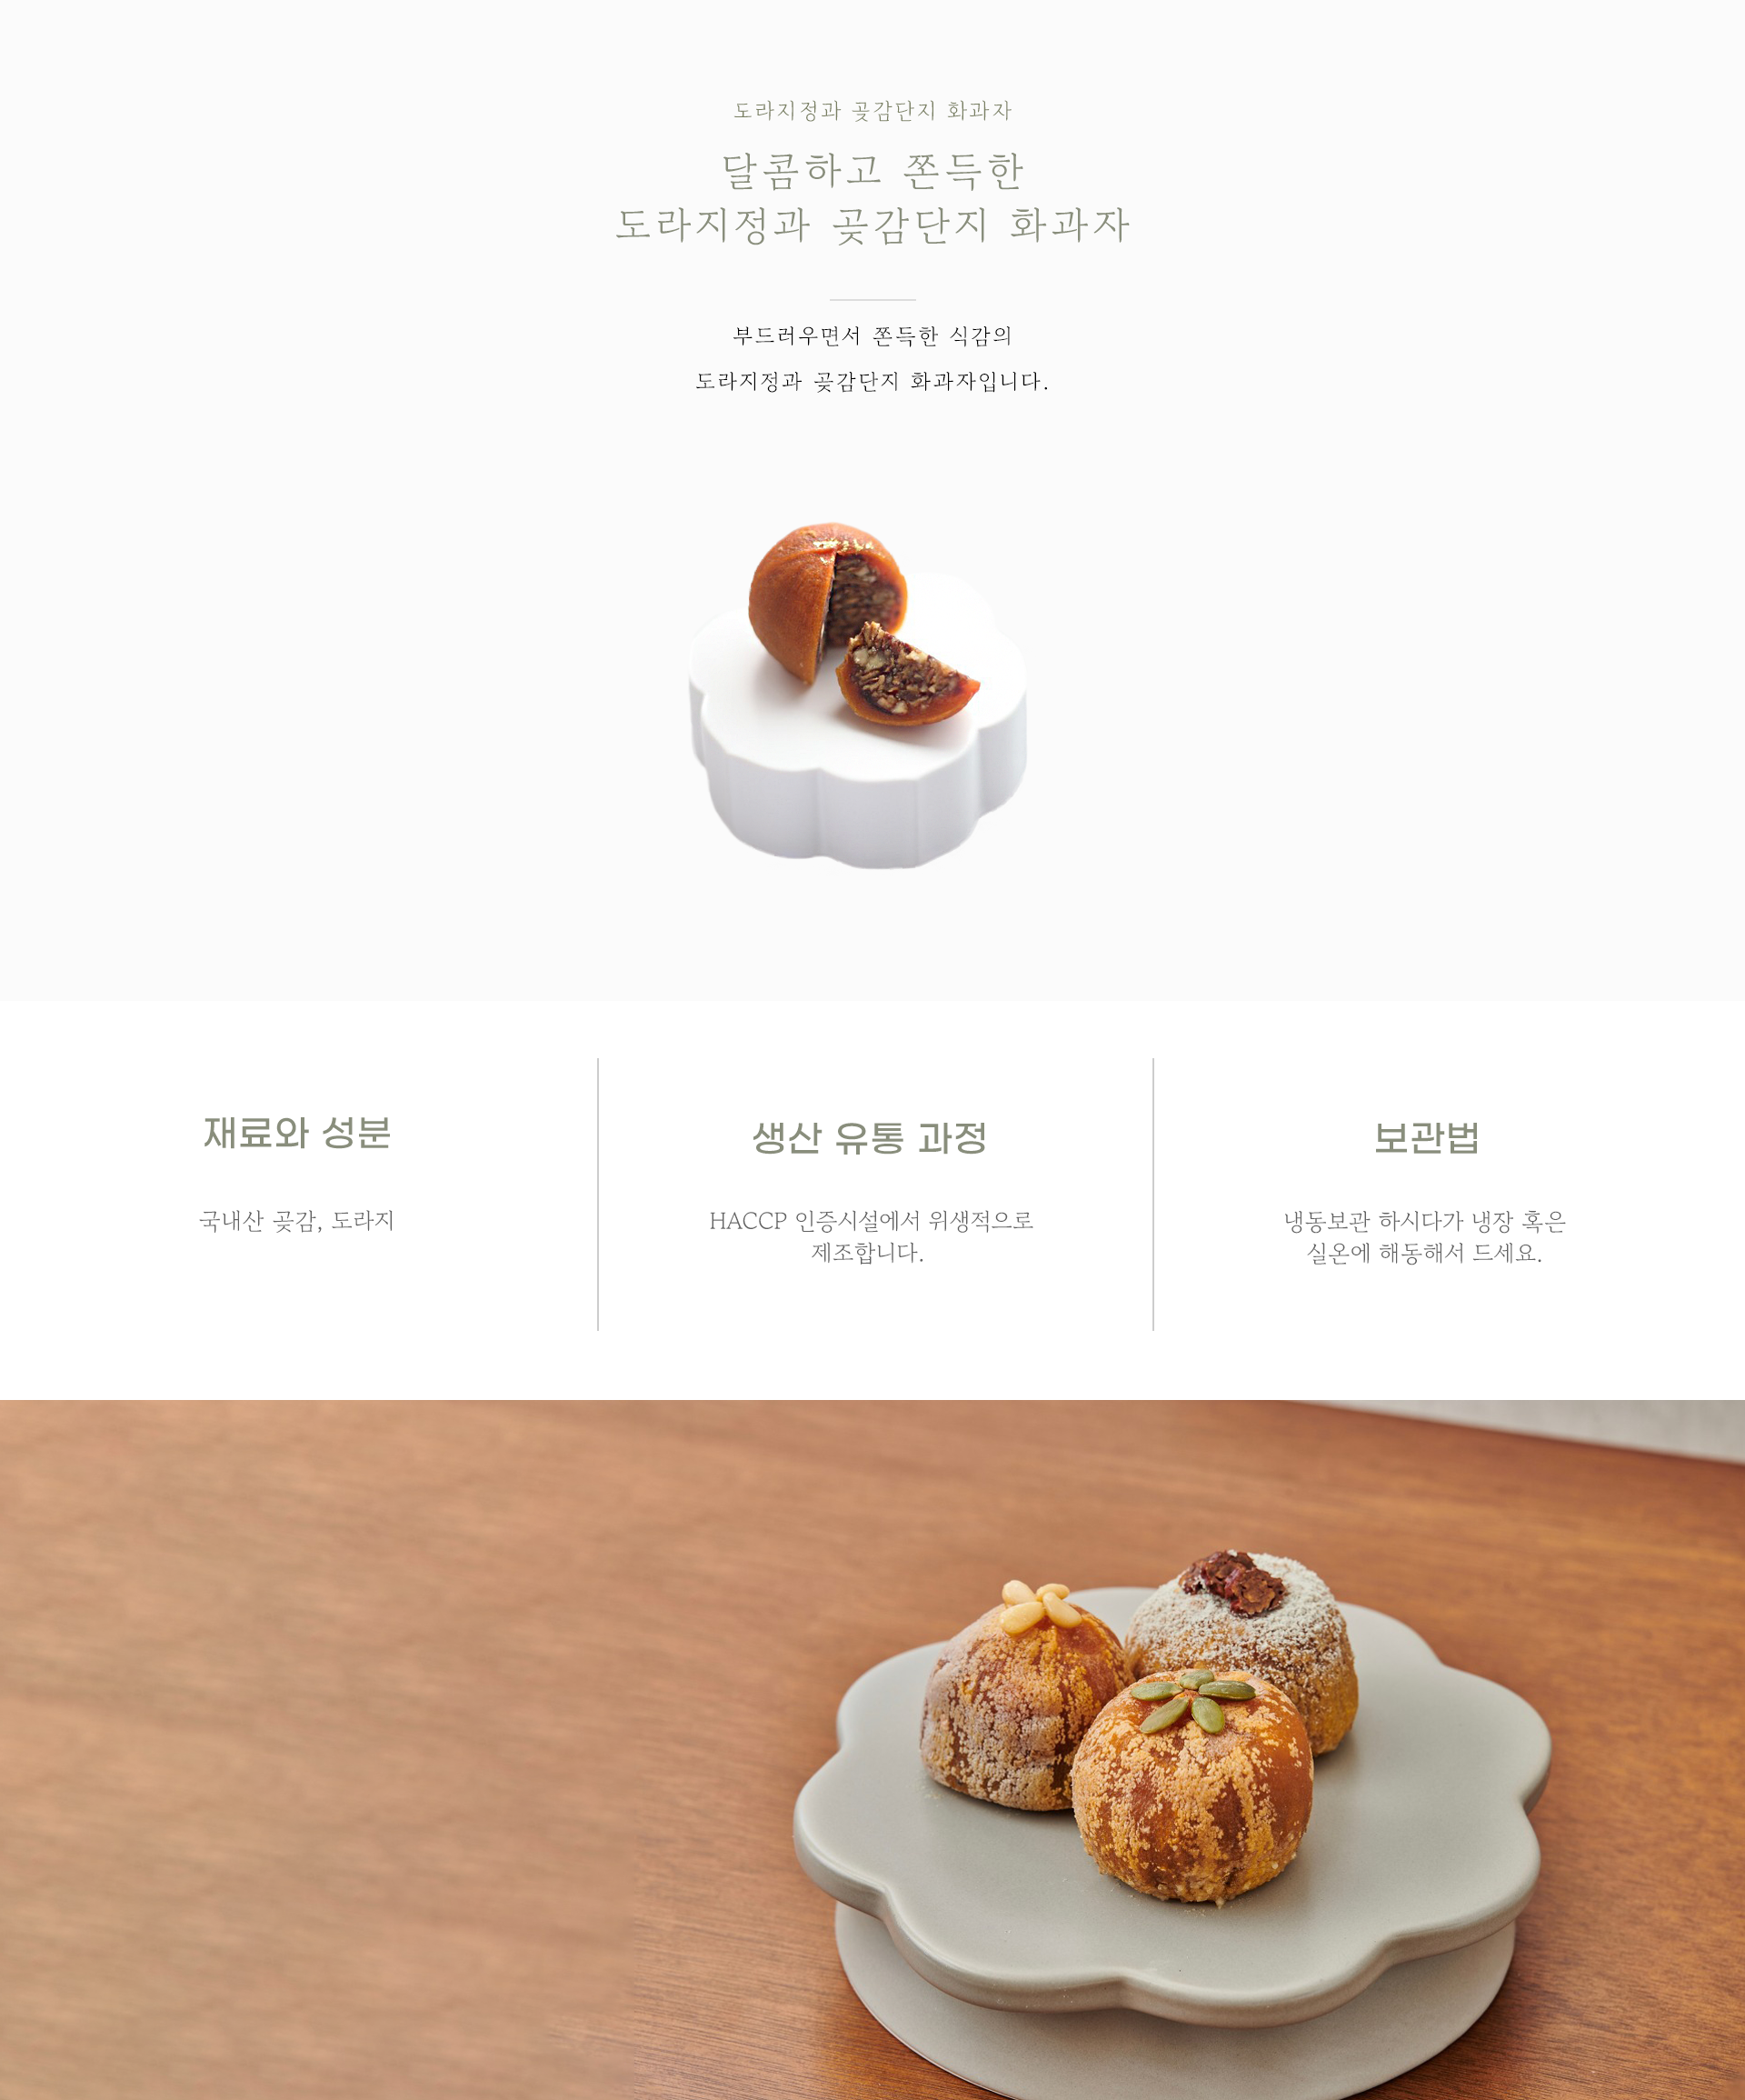 도라지정과 곶감단지 화과자
달콤하고 쫀득한
도라지정과 곶감단지 화과자
부드러우면서 쫀득한 식감의
도라지정과 곶감단지 화과자입니다.
재료와 성분
국내산 곶감, 도라지
생산 유통 과정
HACCP 인증시설에서 위생적으로
제조합니다.
보관법
냉동보관 하시다가 냉장 혹은
실온에 해동해서 드세요.